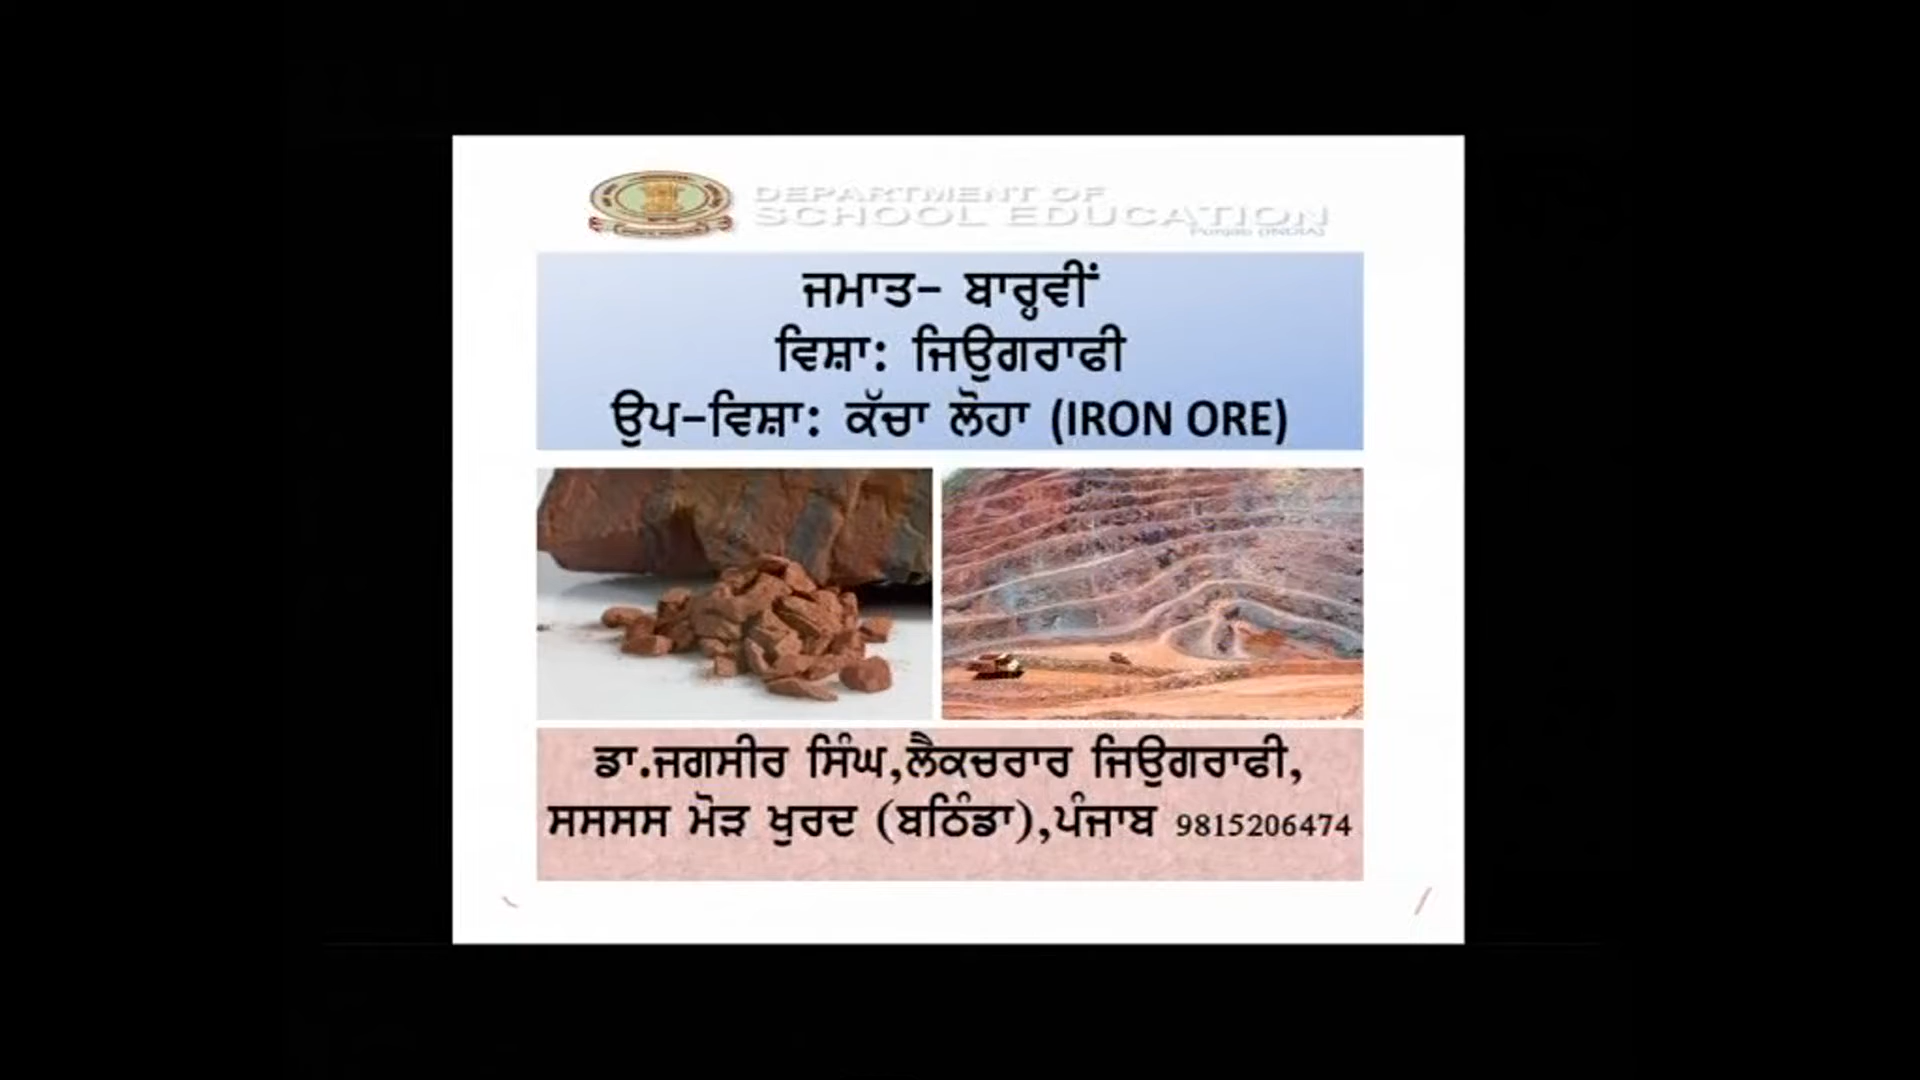 DEPARTMENT OF
SCHOOL EDUCATION
Punjab (INDIA)
ਜਮਾਤ- ਬਾਰ੍ਹਵੀਂ
ਵਿਸ਼ਾ: ਜਿਉਗਰਾਫੀ
ਉਪ-ਵਿਸ਼ਾ: ਕੱਚਾ ਲੋਹਾ (IRON ORE)
ਡਾ.ਜਗਸੀਰ ਸਿੰਘ,ਲੈਕਚਰਾਰ ਜਿਉਗਰਾਫੀ,
ਸਸਸਸ ਮੋੜ ਖੁਰਦ (ਬਠਿੰਡਾ),ਪੰਜਾਬ 9815206474